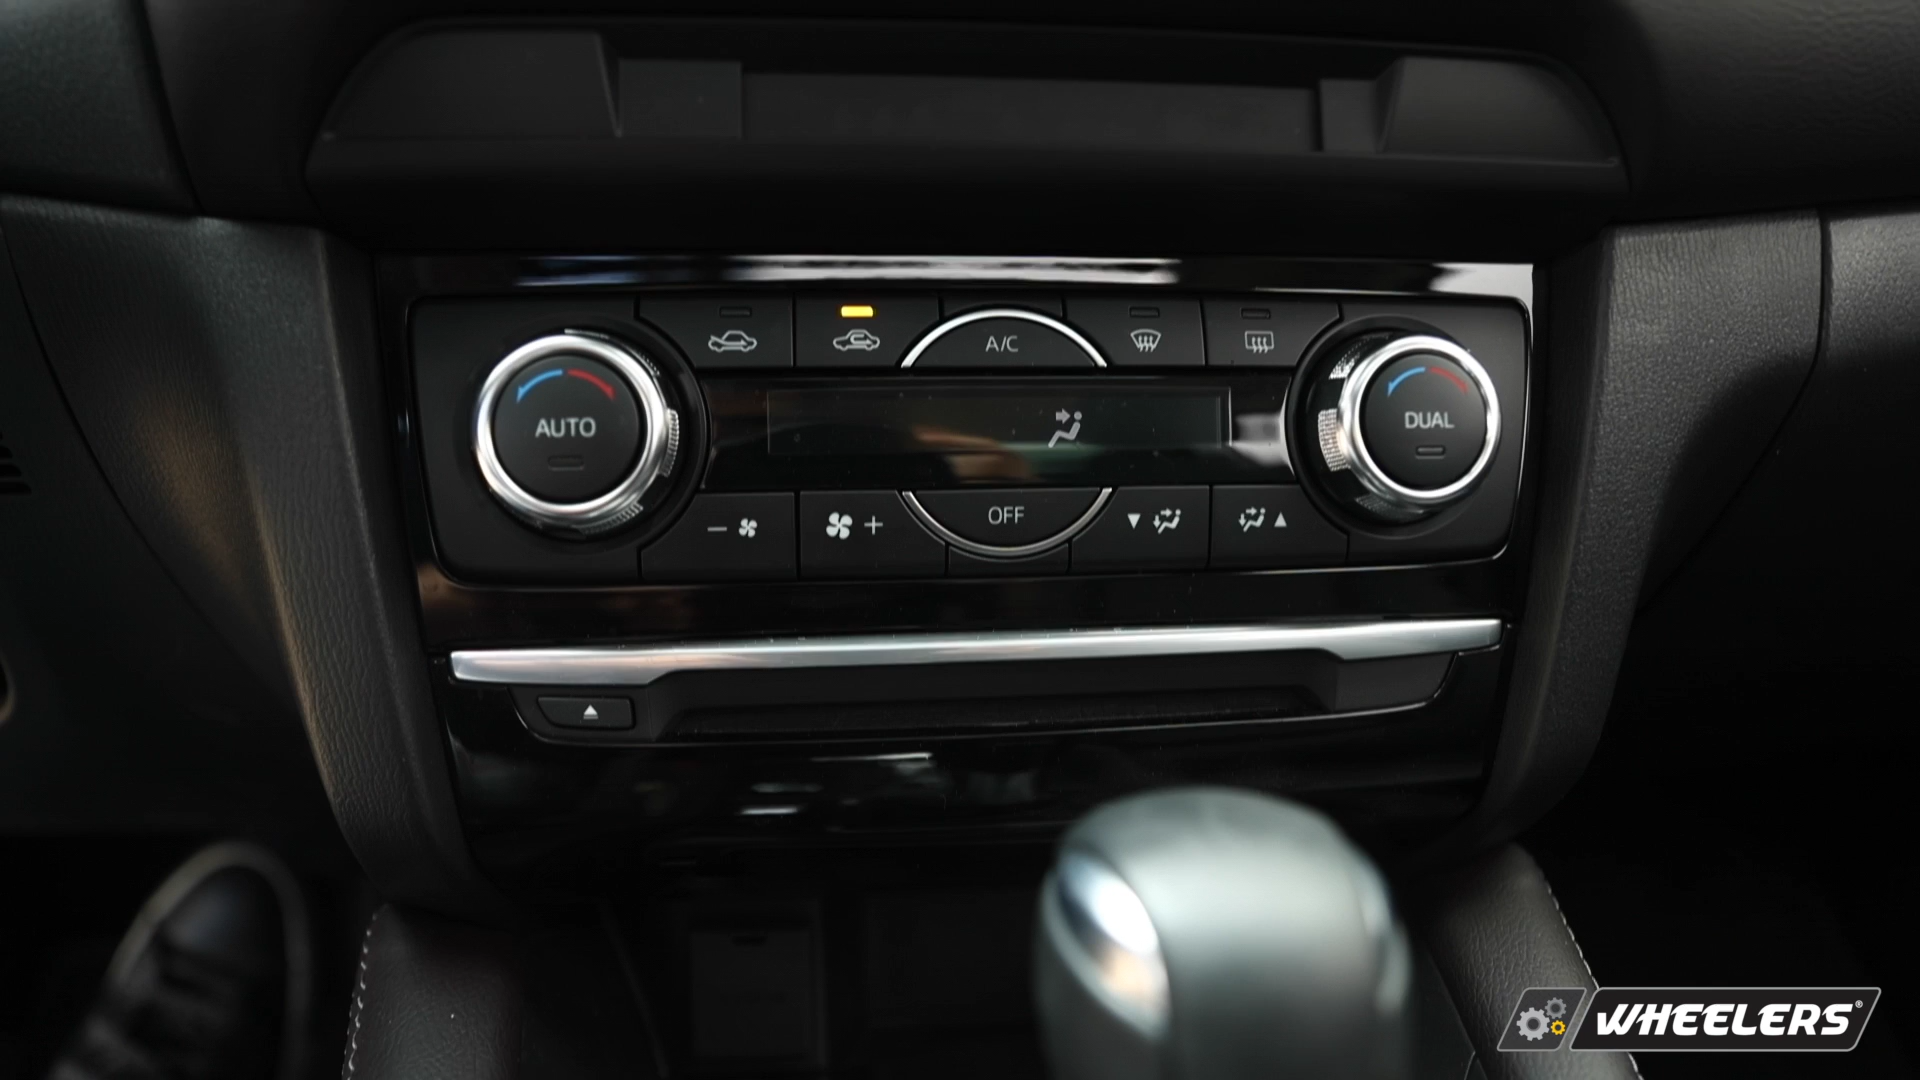 A/C
AUTO
DUAL
− +
OFF
WHEELERS®